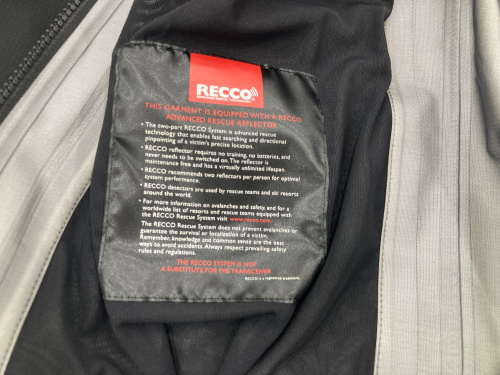 RECCO
ADVANCED RESCUE TECHNOLOGY
THIS GARMENT IS EQUIPPED WITH A RECCO
ADVANCED RESCUE REFLECTOR
• The two-part RECCO System is advanced rescue
technology that enables fast searching and directional
pinpointing of a victim's precise location.
• RECCO reflector requires no training, no batteries, and
never needs to be switched on. The reflector is
maintenance free and has a virtually unlimited lifespan.
• RECCO recommends two reflectors per person for optimal
system performance.
• RECCO detectors are used by rescue teams and ski resorts
around the world.
• For more information on avalanches and safety, and for a
worldwide list of resorts and rescue teams equipped with
the RECCO Rescue System visit www.recco.com
The RECCO Rescue System does not prevent avalanches or
guarantee the survival or localization of a victim.
Remember, knowledge and common sense are the best
ways to avoid accidents. Always respect prevailing safety
rules and regulations.
THE RECCO SYSTEM IS NOT
A SUBSTITUTE FOR THE TRANSCEIVER
RECCO is a registered trademark.